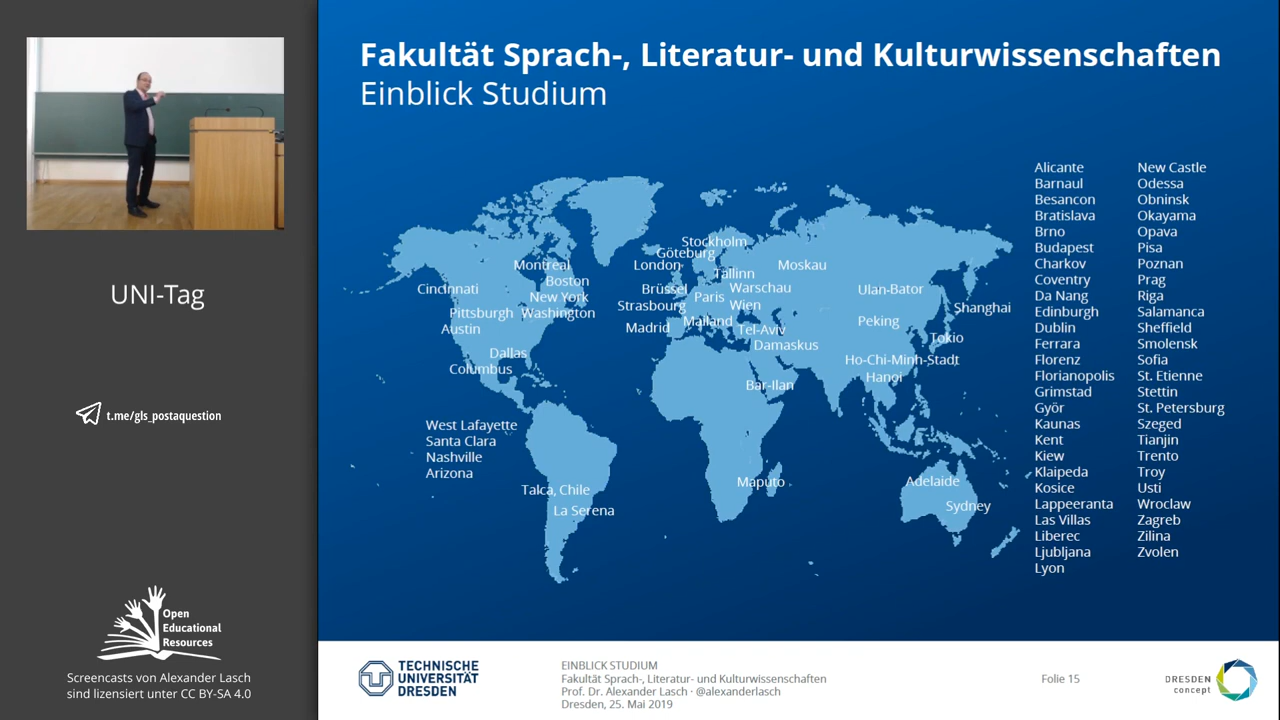 Fakultät Sprach-, Literatur- und Kulturwissenschaften
Einblick Studium
UNI-Tag
t.me/gls_postaquestion
Open
Educational
Resources
Screencasts von Alexander Lasch
sind lizensiert unter CC BY-SA 4.0
Stockholm
Göteburg
Montreal
London
Moskau
Tallinn
Boston
Cincinnati
Brüssel
Warschau
Ulan-Bator
New York
Paris
Strasbourg
Wien
Shanghai
Pittsburgh
Washington
Mailand
Peking
Austin
Madrid
Tel-Aviv
Tokio
Damaskus
Dallas
Ho-Chi-Minh-Stadt
Columbus
Hanoi
Bar-Ilan
West Lafayette
Santa Clara
Nashville
Arizona
Talca, Chile
La Serena
Maputo
Adelaide
Sydney
Alicante
Barnaul
Besancon
Bratislava
Brno
Budapest
Charkov
Coventry
Da Nang
Edinburgh
Dublin
Ferrara
Florenz
Florianopolis
Grimstad
Györ
Kaunas
Kent
Kiew
Klaipeda
Kosice
Lappeeranta
Las Villas
Liberec
Ljubljana
Lyon
New Castle
Odessa
Obninsk
Okayama
Opava
Pisa
Poznan
Prag
Riga
Salamanca
Sheffield
Smolensk
Sofia
St. Etienne
Stettin
St. Petersburg
Szeged
Tianjin
Trento
Troy
Usti
Wroclaw
Zagreb
Zilina
Zvolen
TECHNISCHE
UNIVERSITÄT
DRESDEN
EINBLICK STUDIUM
Fakultät Sprach-, Literatur- und Kulturwissenschaften
Prof. Dr. Alexander Lasch · @alexanderlasch
Dresden, 25. Mai 2019
Folie 15
DRESDEN
concept